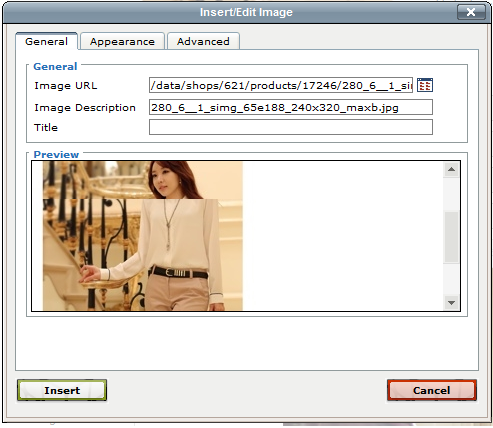 Insert/Edit Image
General Appearance Advanced
General
Image URL /data/shops/621/products/17246/280_6__1_si
Image Description 280_6__1_simg_65e188_240x320_maxb.jpg
Title
Preview
Insert Cancel